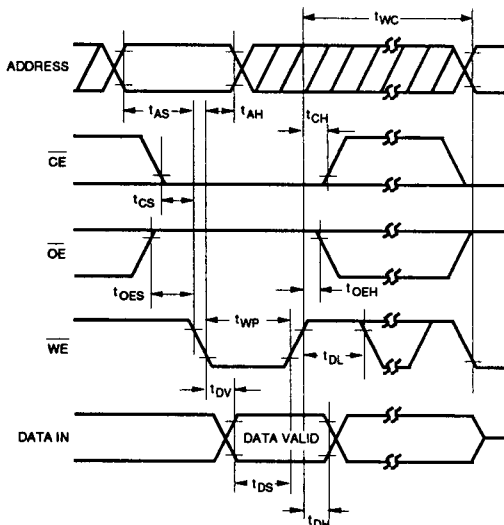 tWC
ADDRESS
tAS
tAH
tCH
CE
tCS
OE
tOES
tOEH
tWP
WE
tDL
tDV
DATA IN
DATA VALID
tDS
tDH